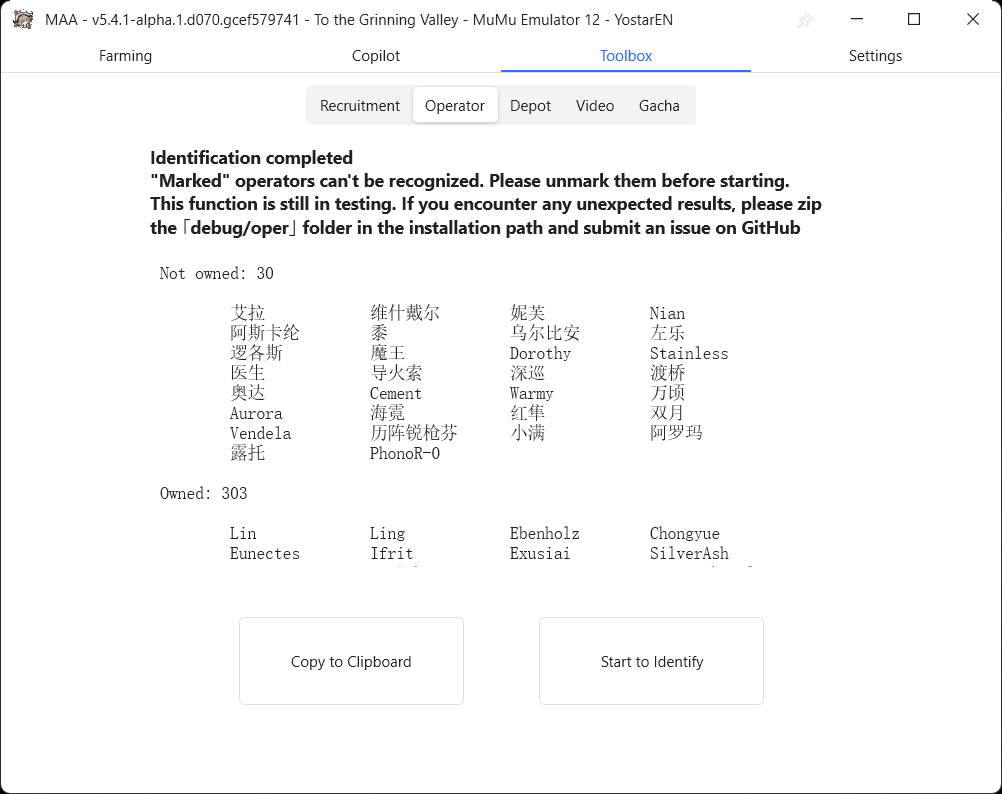 MAA - v5.4.1-alpha.1.d070.gcef579741 - To the Grinning Valley - MuMu Emulator 12 - YostarEN
Farming Copilot Toolbox Settings
Recruitment Operator Depot Video Gacha
Identification completed
"Marked" operators can't be recognized. Please unmark them before starting.
This function is still in testing. If you encounter any unexpected results, please zip
the「debug/oper」folder in the installation path and submit an issue on GitHub
Not owned: 30
艾拉 维什戴尔 妮芙 Nian
阿斯卡纶 黍 乌尔比安 左乐
逻各斯 魔王 Dorothy Stainless
医生 导火索 深巡 渡桥
奥达 Cement Warmy 万顷
Aurora 海霓 红隼 双月
Vendela 历阵锐枪芬 小满 阿罗玛
露托 PhonoR-0
Owned: 303
Lin Ling Ebenholz Chongyue
Eunectes Ifrit Exusiai SilverAsh
Copy to Clipboard Start to Identify